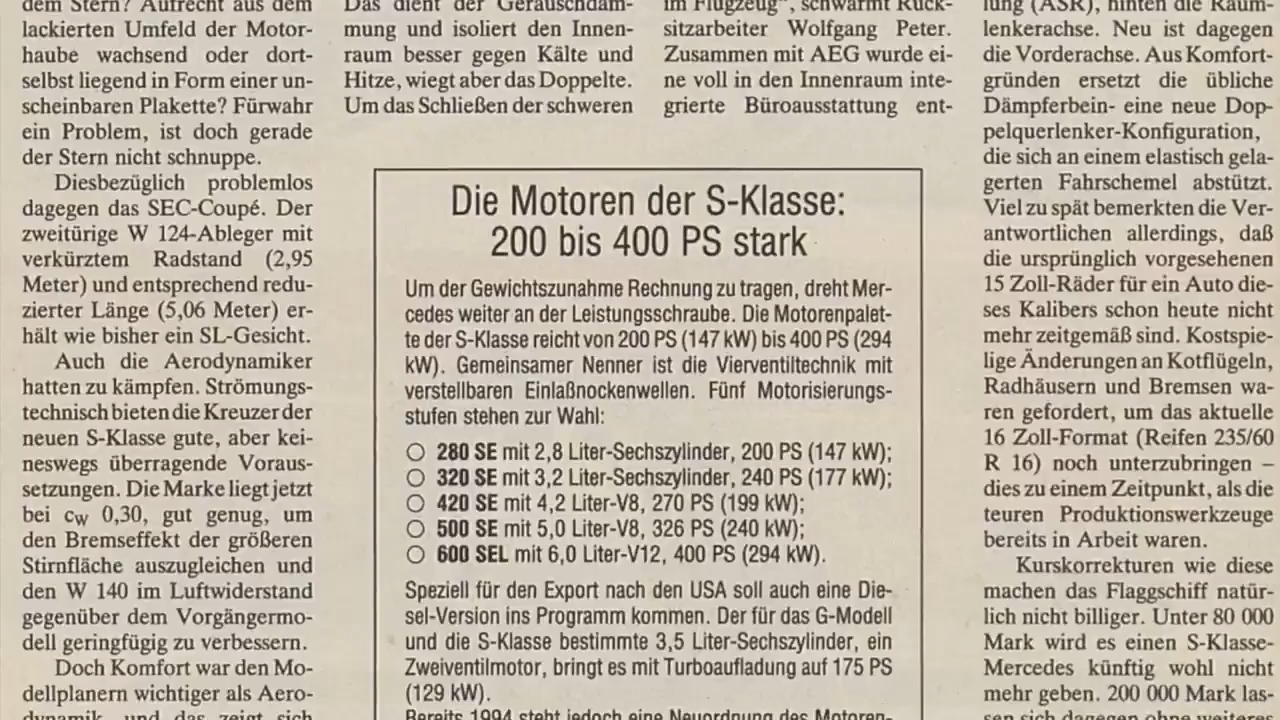 dem Stern? Aufrecht aus dem
lackierten Umfeld der Motor-
haube wachsend oder dort-
selbst liegend in Form einer un-
scheinbaren Plakette? Fürwahr
ein Problem, ist doch gerade
der Stern nicht schnuppe.
Diesbezüglich problemlos
dagegen das SEC-Coupé. Der
zweitürige W 124-Ableger mit
verkürztem Radstand (2,95
Meter) und entsprechend redu-
zierter Länge (5,06 Meter) er-
hält wie bisher ein SL-Gesicht.
Auch die Aerodynamiker
hatten zu kämpfen. Strömungs-
technisch bieten die Kreuzer der
neuen S-Klasse gute, aber kei-
neswegs überragende Voraus-
setzungen. Die Marke liegt jetzt
bei cw 0,30, gut genug, um
den Bremseffekt der größeren
Stirnfläche auszugleichen und
den W 140 im Luftwiderstand
gegenüber dem Vorgängermo-
dell geringfügig zu verbessern.
Doch Komfort war den Mo-
dellplanern wichtiger als Aero-
dynamik, und das zeigt sich
Das dient der Geräuschdäm-
mung und isoliert den Innen-
raum besser gegen Kälte und
Hitze, wiegt aber das Doppelte.
Um das Schließen der schweren
im Flugzeug", schwärmt Rück-
sitzarbeiter Wolfgang Peter.
Zusammen mit AEG wurde ei-
ne voll in den Innenraum inte-
grierte Büroausstattung ent-
Die Motoren der S-Klasse:
200 bis 400 PS stark
Um der Gewichtszunahme Rechnung zu tragen, dreht Mer-
cedes weiter an der Leistungsschraube. Die Motorenpalet-
te der S-Klasse reicht von 200 PS (147 kW) bis 400 PS (294
kW). Gemeinsamer Nenner ist die Vierventiltechnik mit
verstellbaren Einlaßnockenwellen. Fünf Motorisierungs-
stufen stehen zur Wahl:
○ 280 SE mit 2,8 Liter-Sechszylinder, 200 PS (147 kW);
○ 320 SE mit 3,2 Liter-Sechszylinder, 240 PS (177 kW);
○ 420 SE mit 4,2 Liter-V8, 270 PS (199 kW);
○ 500 SE mit 5,0 Liter-V8, 326 PS (240 kW);
○ 600 SEL mit 6,0 Liter-V12, 400 PS (294 kW).
Speziell für den Export nach den USA soll auch eine Die-
sel-Version ins Programm kommen. Der für das G-Modell
und die S-Klasse bestimmte 3,5 Liter-Sechszylinder, ein
Zweiventilmotor, bringt es mit Turboaufladung auf 175 PS
(129 kW).
Bereits 1994 steht jedoch eine Neuordnung des Motoren-
lung (ASR), hinten die Raum-
lenkerachse. Neu ist dagegen
die Vorderachse. Aus Komfort-
gründen ersetzt die übliche
Dämpferbein- eine neue Dop-
pelquerlenker-Konfiguration,
die sich an einem elastisch gela-
gerten Fahrschemel abstützt.
Viel zu spät bemerkten die Ver-
antwortlichen allerdings, daß
die ursprünglich vorgesehenen
15 Zoll-Räder für ein Auto die-
ses Kalibers schon heute nicht
mehr zeitgemäß sind. Kostspie-
lige Änderungen an Kotflügeln,
Radhäusern und Bremsen wa-
ren gefordert, um das aktuelle
16 Zoll-Format (Reifen 235/60
R 16) noch unterzubringen –
dies zu einem Zeitpunkt, als die
teuren Produktionswerkzeuge
bereits in Arbeit waren.
Kurskorrekturen wie diese
machen das Flaggschiff natür-
lich nicht billiger. Unter 80 000
Mark wird es einen S-Klasse-
Mercedes künftig wohl nicht
mehr geben. 200 000 Mark las-
sen sich dagegen ohne weiteres